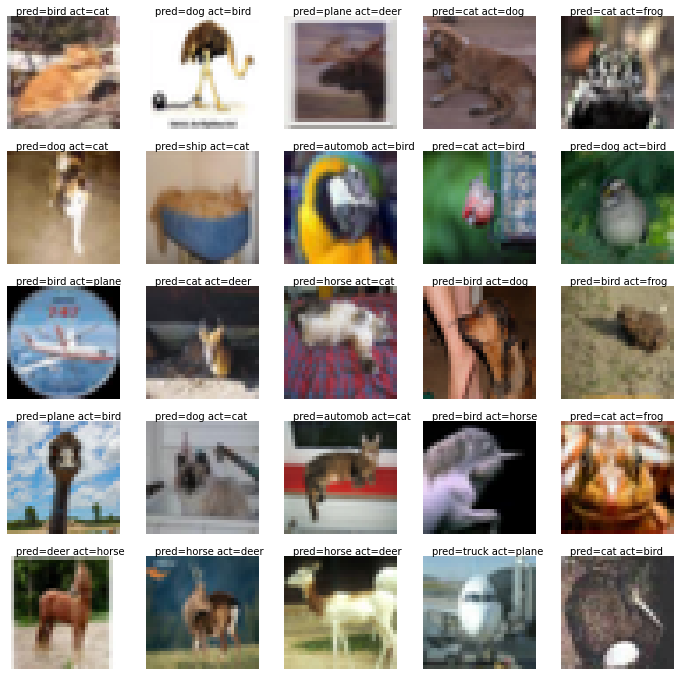 pred=bird act=cat
pred=dog act=bird
pred=plane act=deer
pred=cat act=dog
pred=cat act=frog
pred=dog act=cat
pred=ship act=cat
pred=automob act=bird
pred=cat act=bird
pred=dog act=bird
pred=bird act=plane
pred=cat act=deer
pred=horse act=cat
pred=bird act=dog
pred=bird act=frog
747
pred=plane act=bird
pred=dog act=cat
pred=automob act=cat
pred=bird act=horse
pred=cat act=frog
pred=deer act=horse
pred=horse act=deer
pred=horse act=deer
pred=truck act=plane
pred=cat act=bird